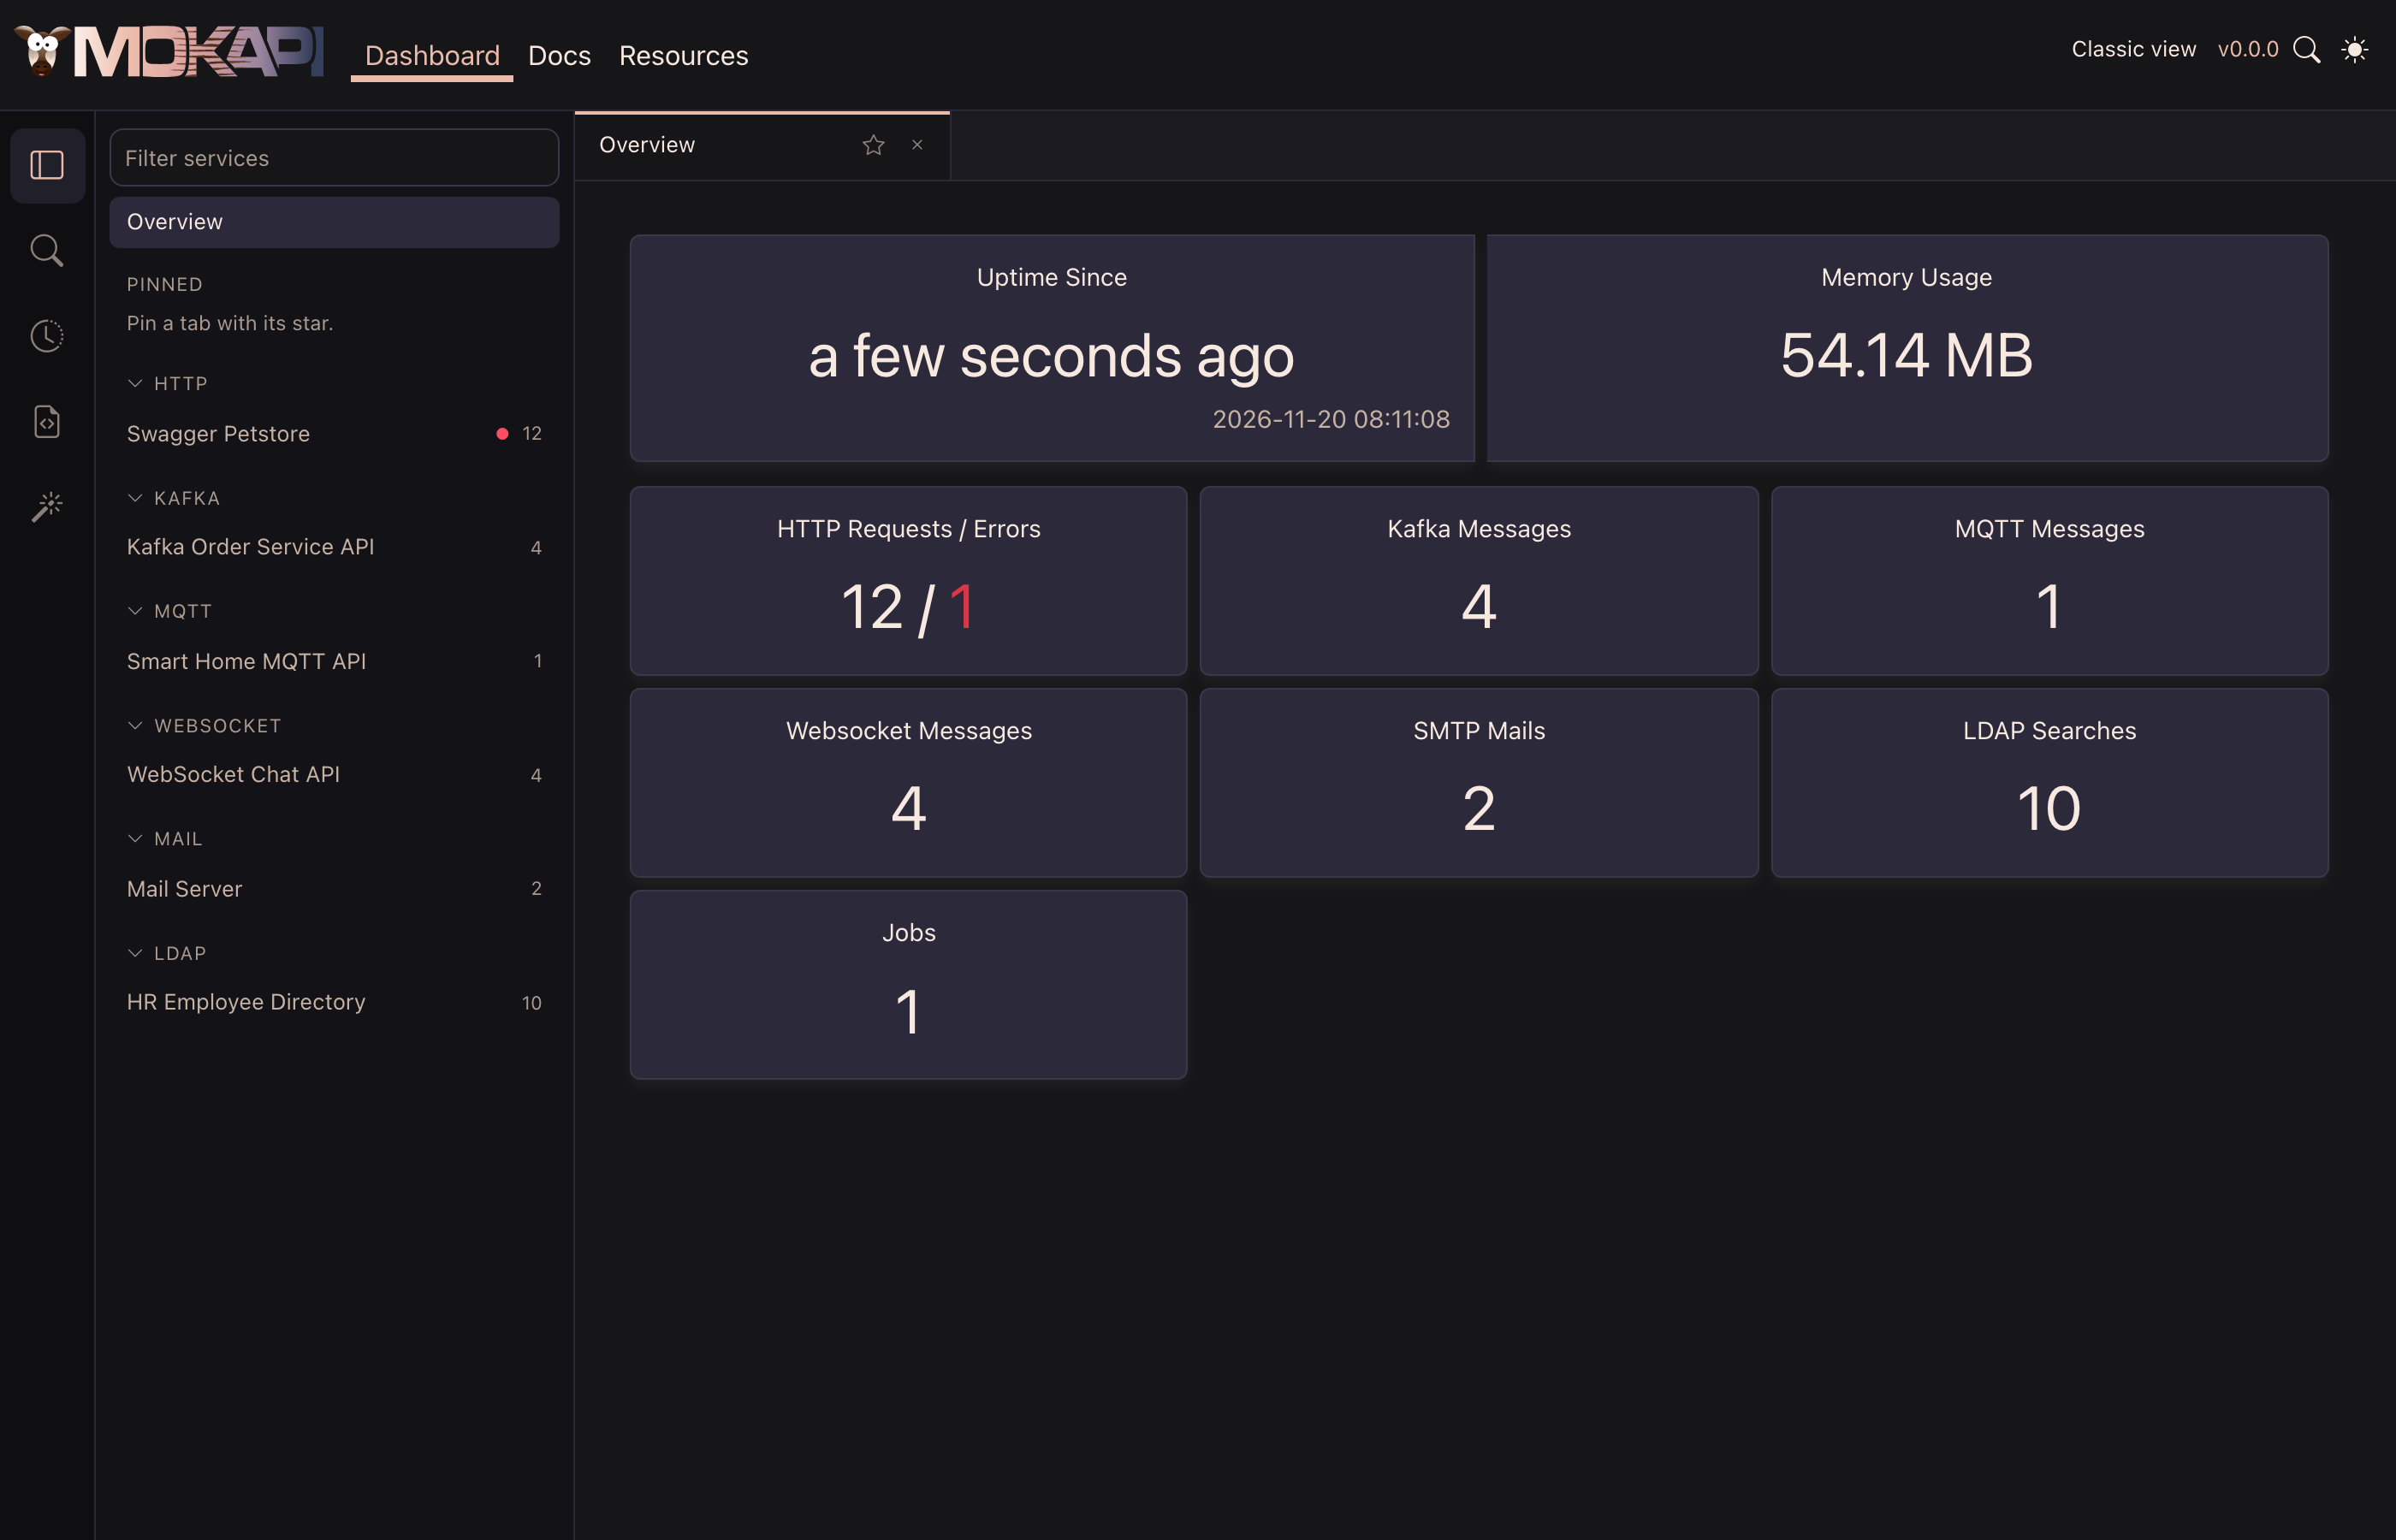 MOKAPI
Dashboard Docs Resources
Classic view v0.0.0
Filter services
Overview
PINNED
Pin a tab with its star.
HTTP
Swagger Petstore 12
KAFKA
Kafka Order Service API 4
MQTT
Smart Home MQTT API 1
WEBSOCKET
WebSocket Chat API 4
MAIL
Mail Server 2
LDAP
HR Employee Directory 10
Overview
Uptime Since
a few seconds ago
2026-11-20 08:11:08
Memory Usage
54.14 MB
HTTP Requests / Errors
12 / 1
Kafka Messages
4
MQTT Messages
1
Websocket Messages
4
SMTP Mails
2
LDAP Searches
10
Jobs
1